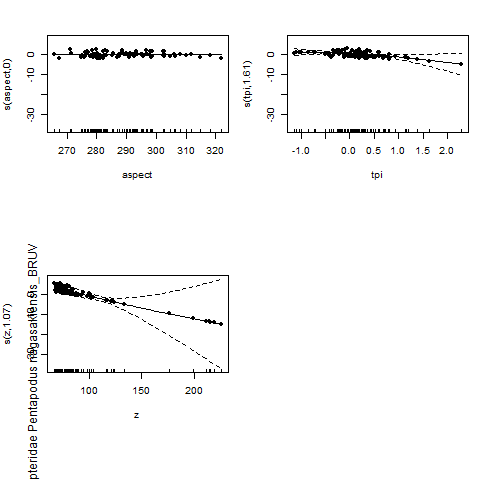 s(aspect,0)
0
-10
-30
270 280 290 300 310 320
aspect
s(tpi,1.61)
0
-10
-30
-1.0 0.0 0.5 1.0 1.5 2.0
tpi
pteridae Pentapodus nagasakiensis_BRUV
s(z,1.07)
100 150 200
z